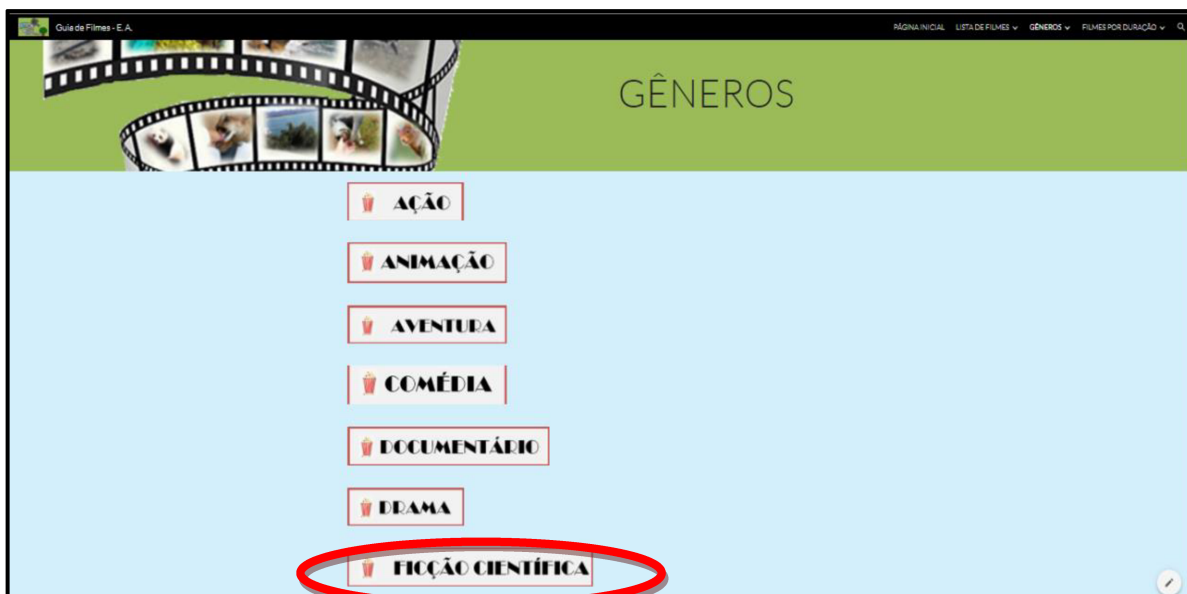 Guia de Filmes - E. A.
PÁGINA INICIAL LISTA DE FILMES GÊNEROS FILMES POR DURAÇÃO
GÊNEROS
AÇÃO
ANIMAÇÃO
AVENTURA
COMÉDIA
DOCUMENTÁRIO
DRAMA
FICÇÃO CIENTÍFICA